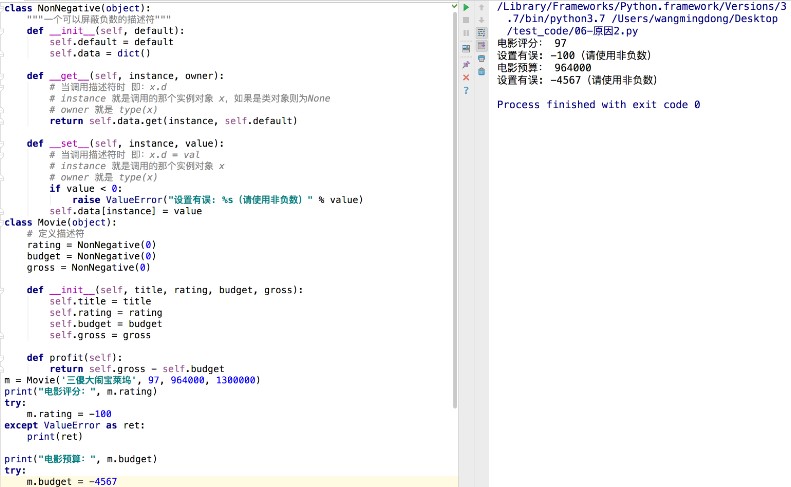 class NonNegative(object):
    """一个可以屏蔽负数的描述符"""
    def __init__(self, default):
        self.default = default
        self.data = dict()
    def __get__(self, instance, owner):
        # 当调用描述符时 即：x.d
        # instance 就是调用的那个实例对象 x，如果是类对象则为None
        # owner 就是 type(x)
        return self.data.get(instance, self.default)
    def __set__(self, instance, value):
        # 当调用描述符时 即：x.d = val
        # instance 就是调用的那个实例对象 x
        # owner 就是 type(x)
        if value < 0:
            raise ValueError("设置有误: %s（请使用非负数）" % value)
        self.data[instance] = value
class Movie(object):
    # 定义描述符
    rating = NonNegative(0)
    budget = NonNegative(0)
    gross = NonNegative(0)
    def __init__(self, title, rating, budget, gross):
        self.title = title
        self.rating = rating
        self.budget = budget
        self.gross = gross
    def profit(self):
        return self.gross - self.budget
m = Movie('三傻大闹宝莱坞', 97, 964000, 1300000)
print("电影评分：", m.rating)
try:
    m.rating = -100
except ValueError as ret:
    print(ret)
print("电影预算：", m.budget)
try:
    m.budget = -4567
/Library/Frameworks/Python.framework/Versions/3
.7/bin/python3.7 /Users/wangmingdong/Desktop
/test_code/06-原因2.py
电影评分： 97
设置有误: -100（请使用非负数）
电影预算： 964000
设置有误: -4567（请使用非负数）
Process finished with exit code 0